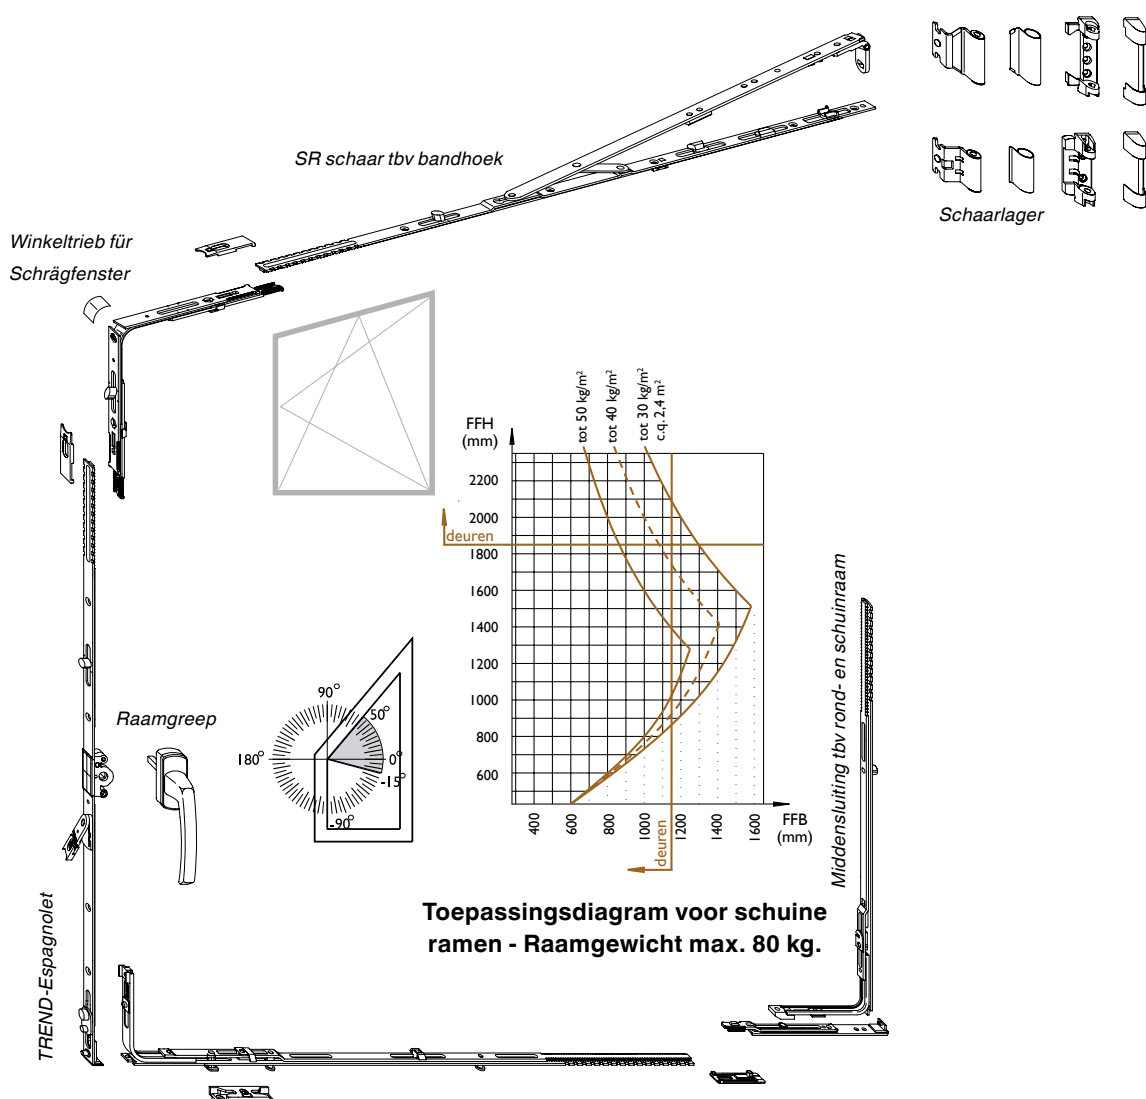 SR schaar tbv bandhoek
Schaarlager
Winkeltrieb für
Schrägfenster
tot 50 kg/m²
tot 40 kg/m²
tot 30 kg/m²
c.q. 2,4 m²
FFH
(mm)
2200
2000
deuren
1800
1600
1400
1200
1000
800
600
400
600
800
1000
1200
1400
1600
FFB
(mm)
deuren
Raamgreep
90°
50°
180°
0°
-15°
-90°
Middensluiting tbv rond- en schuinraam
TREND-Espagnolet
Toepassingsdiagram voor schuine
ramen - Raamgewicht max. 80 kg.